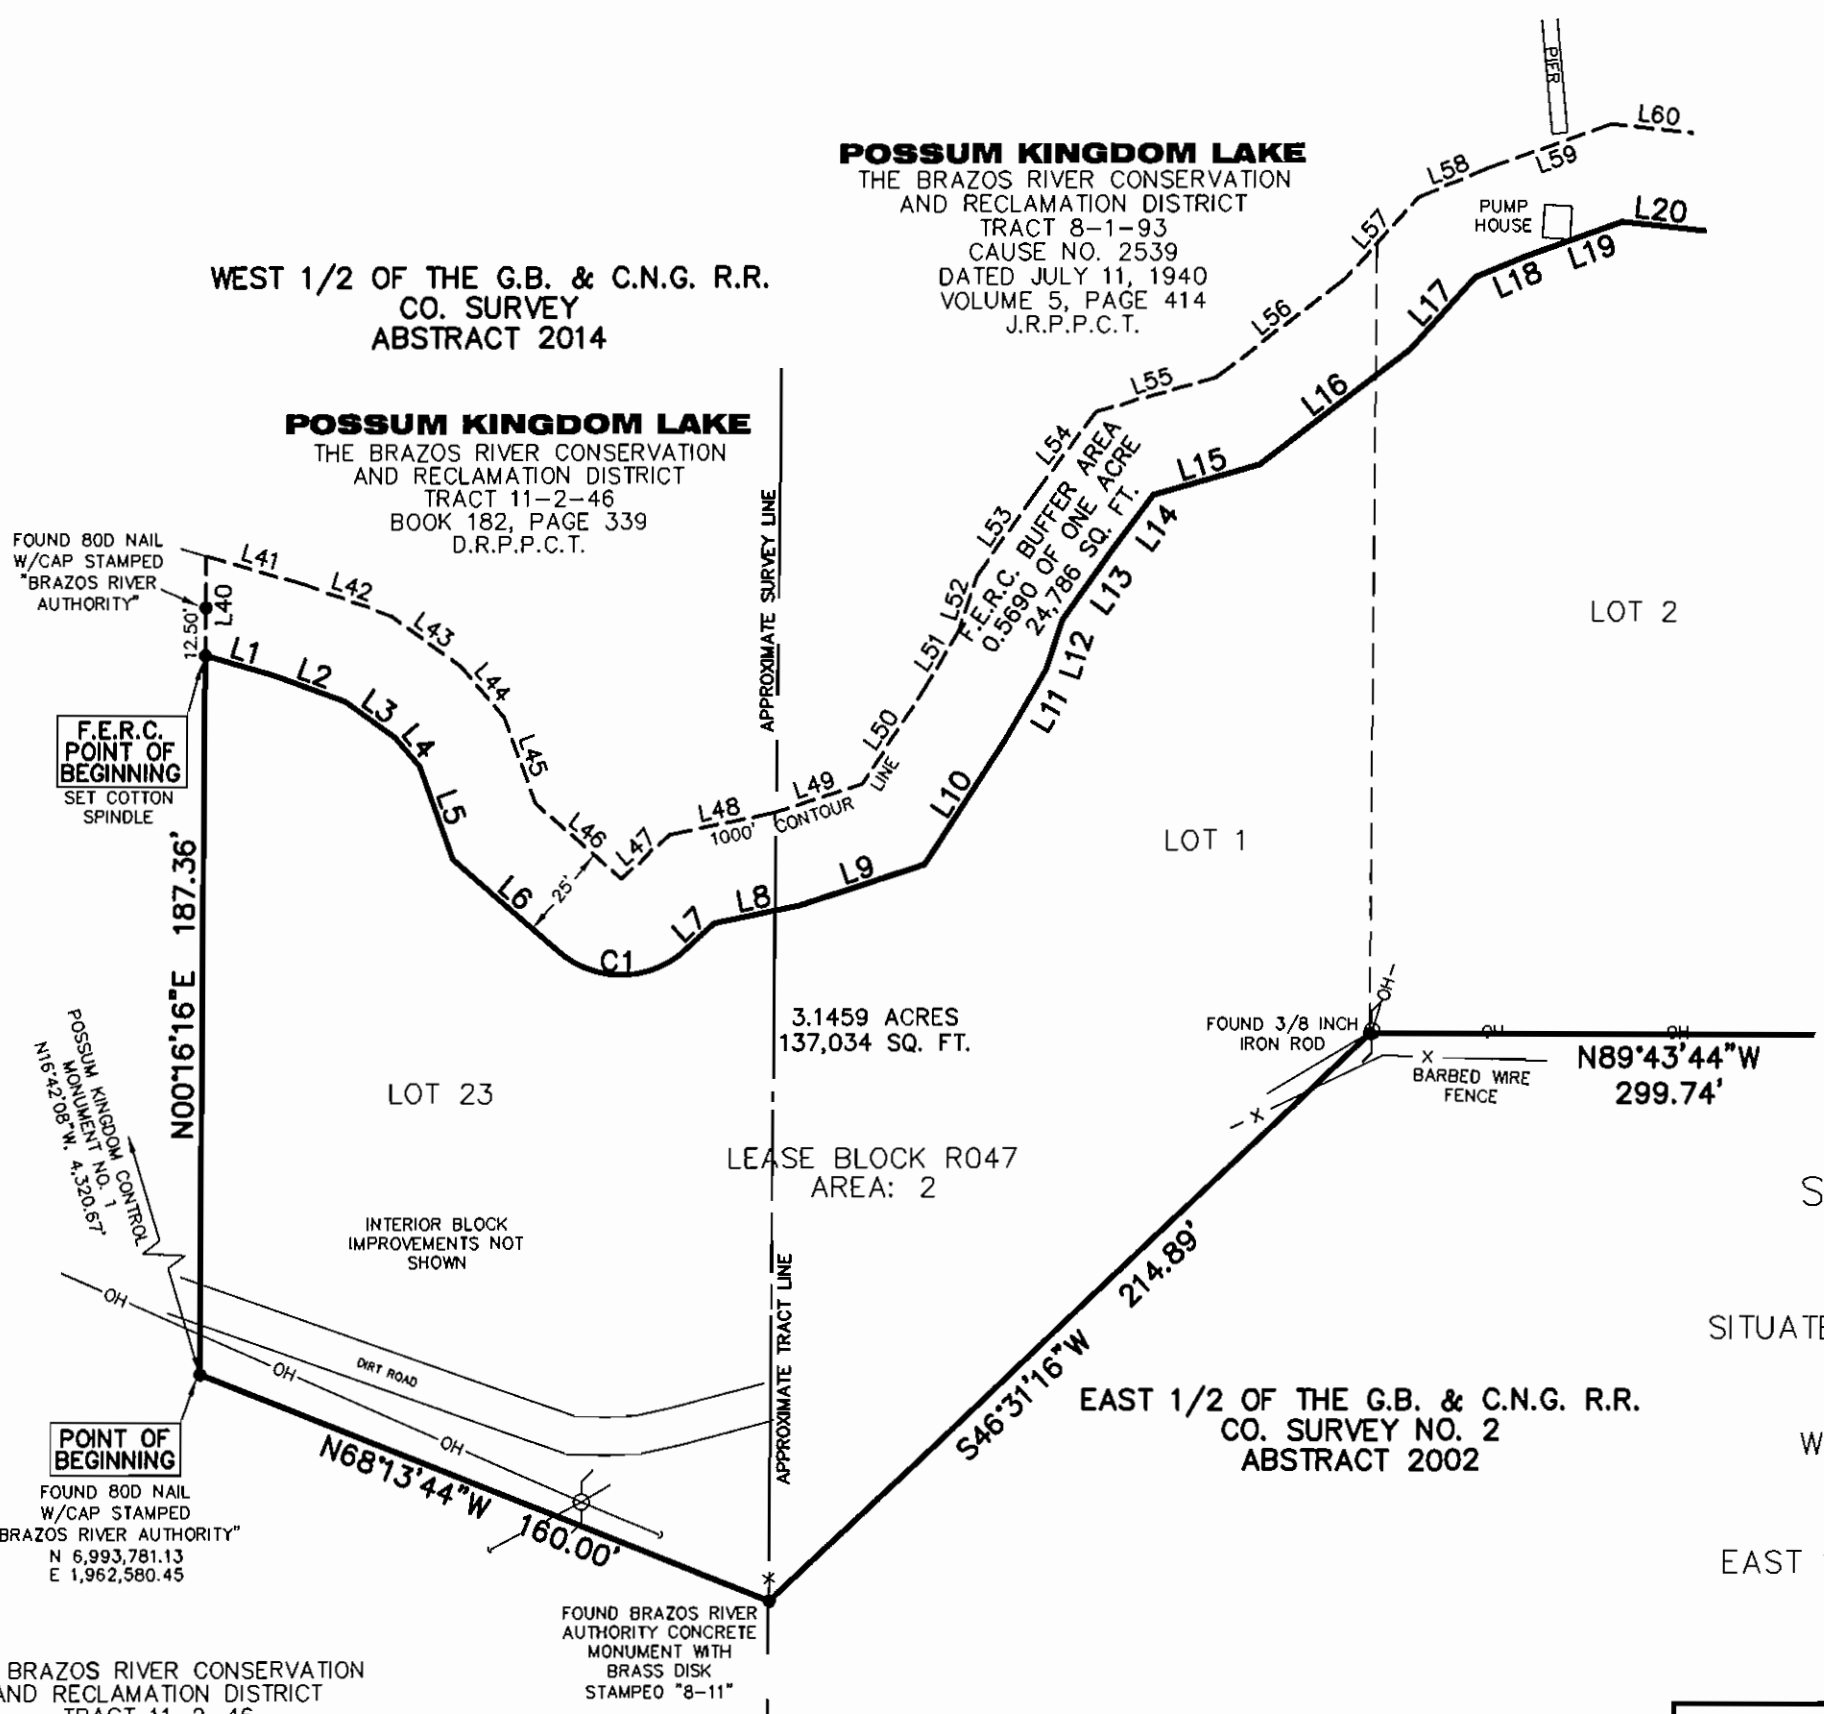 PIER
L60
L59
L58
L57
L56
L55
L54
L53
L52
L51
L50
L49
L48
L47
L46
L45
L44
L43
L42
L41
L40
POSSUM KINGDOM LAKE
THE BRAZOS RIVER CONSERVATION
AND RECLAMATION DISTRICT
TRACT 8-1-93
CAUSE NO. 2539
DATED JULY 11, 1940
VOLUME 5, PAGE 414
J.R.P.P.C.T.
PUMP
HOUSE
L20
L19
L18
L17
L16
L15
L14
L13
L12
L11
L10
L9
L8
L7
C1
L6
L5
L4
L3
L2
L1
WEST 1/2 OF THE G.B. & C.N.G. R.R.
CO. SURVEY
ABSTRACT 2014
POSSUM KINGDOM LAKE
THE BRAZOS RIVER CONSERVATION
AND RECLAMATION DISTRICT
TRACT 11-2-46
BOOK 182, PAGE 339
D.R.P.P.C.T.
APPROXIMATE SURVEY LINE
F.E.R.C. BUFFER AREA
0.5690 OF ONE ACRE
24,786 SQ. FT.
FOUND 80D NAIL
W/CAP STAMPED
"BRAZOS RIVER
AUTHORITY"
12.50'
F.E.R.C.
POINT OF
BEGINNING
SET COTTON
SPINDLE
LOT 2
1000' CONTOUR LINE
25'
LOT 1
N00°16'16"E 187.36'
3.1459 ACRES
137,034 SQ. FT.
FOUND 3/8 INCH
IRON ROD
OH
OH
OH
N89°43'44"W
299.74'
X
BARBED WIRE
FENCE
X
POSSUM KINGDOM CONTROL
MONUMENT NO. 1
N16°42'08"W, 4,320.67'
LOT 23
LEASE BLOCK R047
AREA: 2
INTERIOR BLOCK
IMPROVEMENTS NOT
SHOWN
OH
OH
OH
DIRT ROAD
APPROXIMATE TRACT LINE
S46°31'16"W 214.89'
S
SITUATE
W
EAST
EAST 1/2 OF THE G.B. & C.N.G. R.R.
CO. SURVEY NO. 2
ABSTRACT 2002
POINT OF
BEGINNING
FOUND 80D NAIL
W/CAP STAMPED
BRAZOS RIVER AUTHORITY"
N 6,993,781.13
E 1,962,580.45
N68°13'44"W 160.00'
FOUND BRAZOS RIVER
AUTHORITY CONCRETE
MONUMENT WITH
BRASS DISK
STAMPED "8-11"
BRAZOS RIVER CONSERVATION
AND RECLAMATION DISTRICT
TRACT 11-2-46